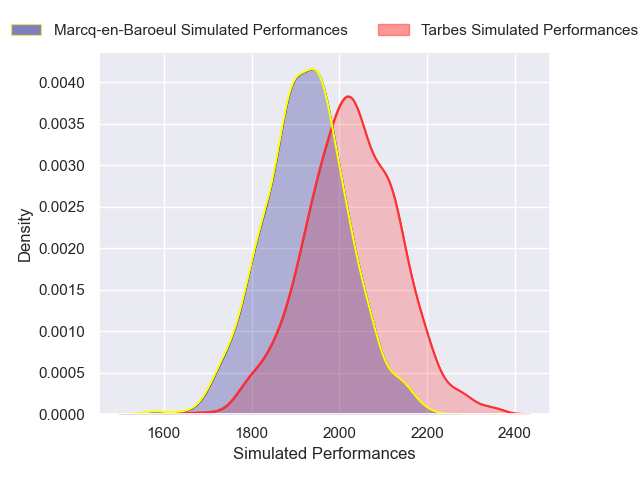 Marcq-en-Baroeul Simulated Performances
Tarbes Simulated Performances
0.0040
0.0035
0.0030
0.0025
0.0020
0.0015
0.0010
0.0005
0.0000
Density
1600 1800 2000 2200 2400
Simulated Performances